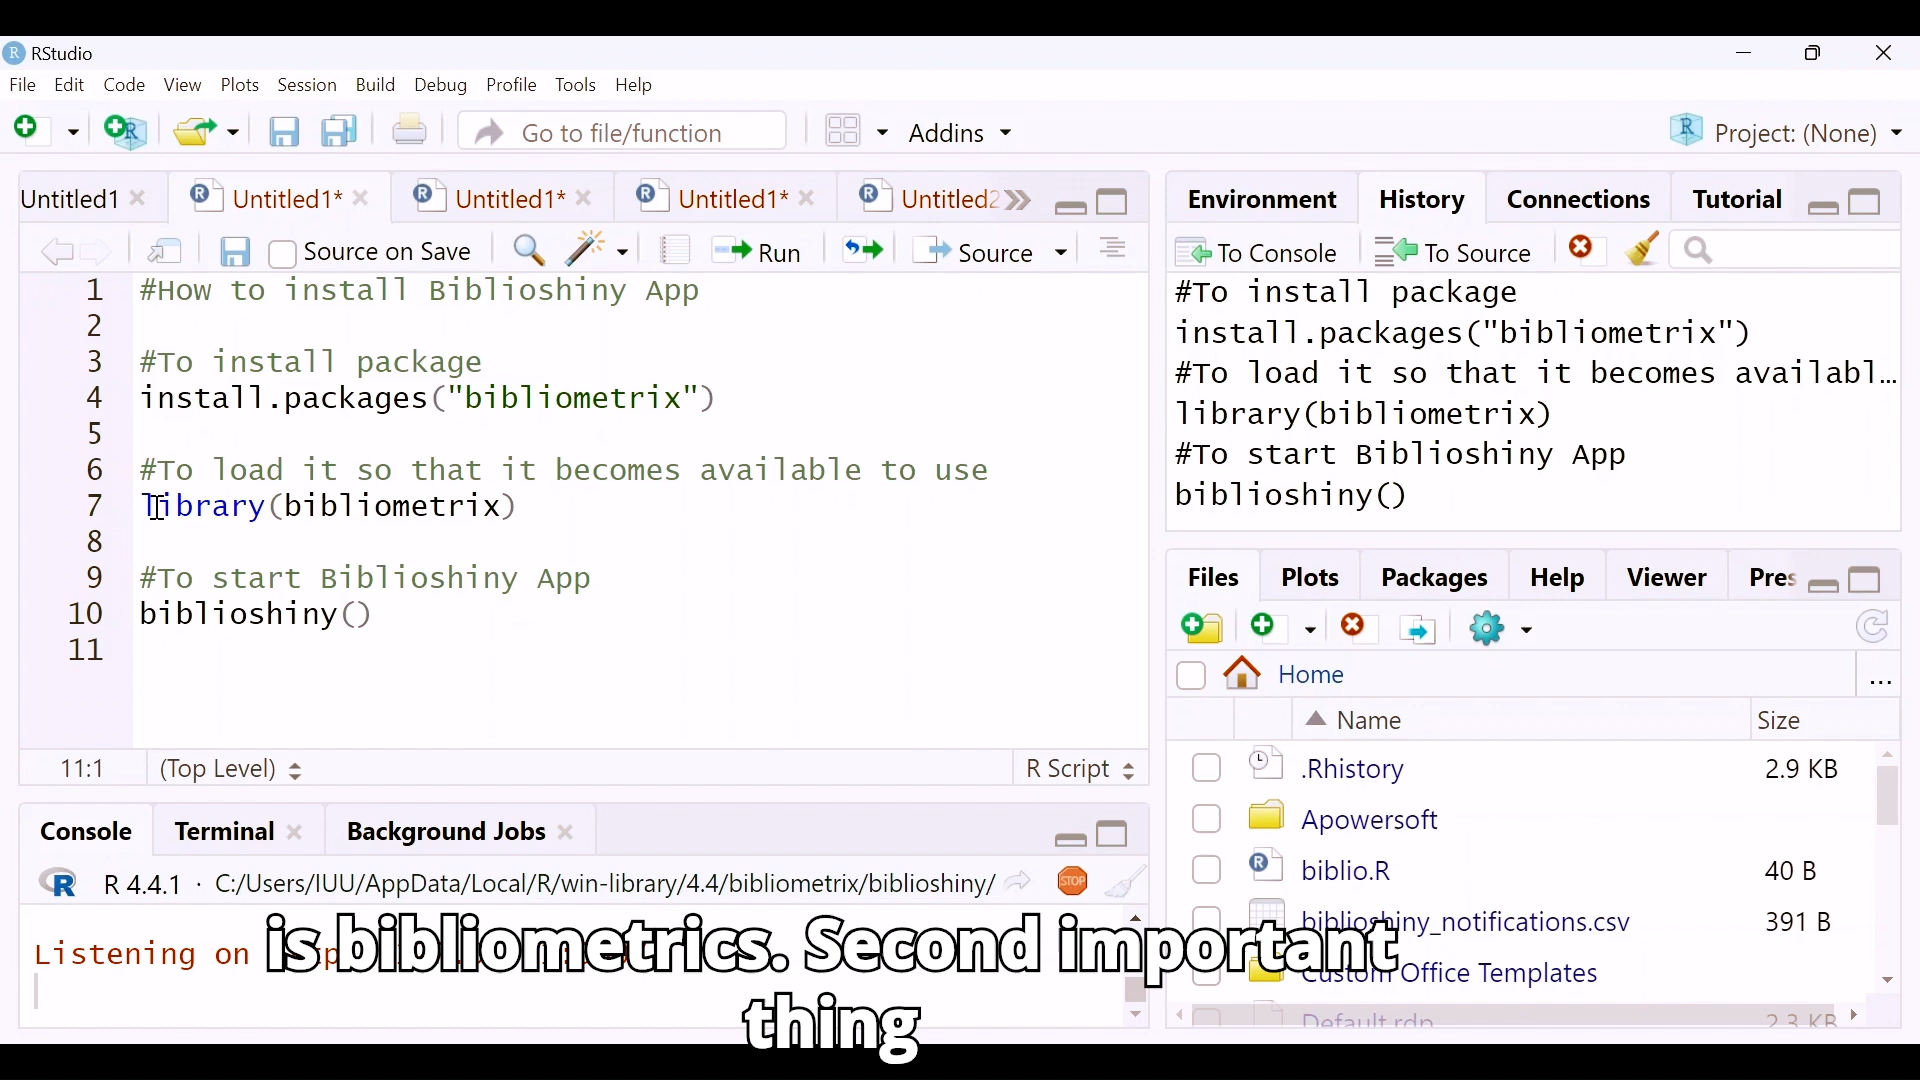 RStudio
File Edit Code View Plots Session Build Debug Profile Tools Help
Go to file/function Addins Project: (None)
Untitled1 Untitled1* Untitled1* Untitled1* Untitled2
Source on Save Run Source
1 #How to install Biblioshiny App
2
3 #To install package
4 install.packages("bibliometrix")
5
6 #To load it so that it becomes available to use
7 library(bibliometrix)
8
9 #To start Biblioshiny App
10 biblioshiny()
11
11:1 (Top Level) R Script
Console Terminal Background Jobs
R 4.4.1 · C:/Users/IUU/AppData/Local/R/win-library/4.4/bibliometrix/biblioshiny/
STOP
Listening on
Environment History Connections Tutorial
To Console To Source
#To install package
install.packages("bibliometrix")
#To load it so that it becomes availabl…
library(bibliometrix)
#To start Biblioshiny App
biblioshiny()
Files Plots Packages Help Viewer Pres
Home ...
Name Size
.Rhistory 2.9 KB
Apowersoft
biblio.R 40 B
biblioshiny_notifications.csv 391 B
Custom Office Templates
Default.rdp 2.3 KB
is bibliometrics. Second important
thing